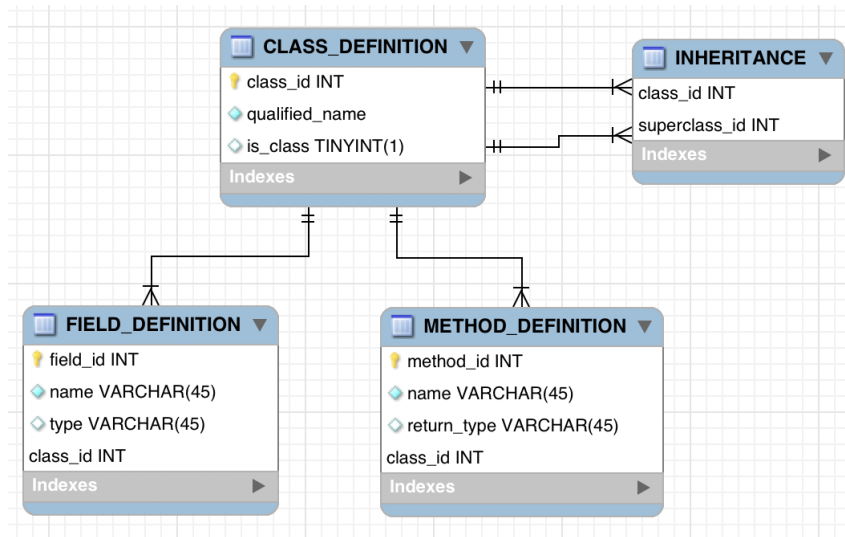 CLASS_DEFINITION
class_id INT
qualified_name
is_class TINYINT(1)
Indexes
INHERITANCE
class_id INT
superclass_id INT
Indexes
FIELD_DEFINITION
field_id INT
name VARCHAR(45)
type VARCHAR(45)
class_id INT
Indexes
METHOD_DEFINITION
method_id INT
name VARCHAR(45)
return_type VARCHAR(45)
class_id INT
Indexes